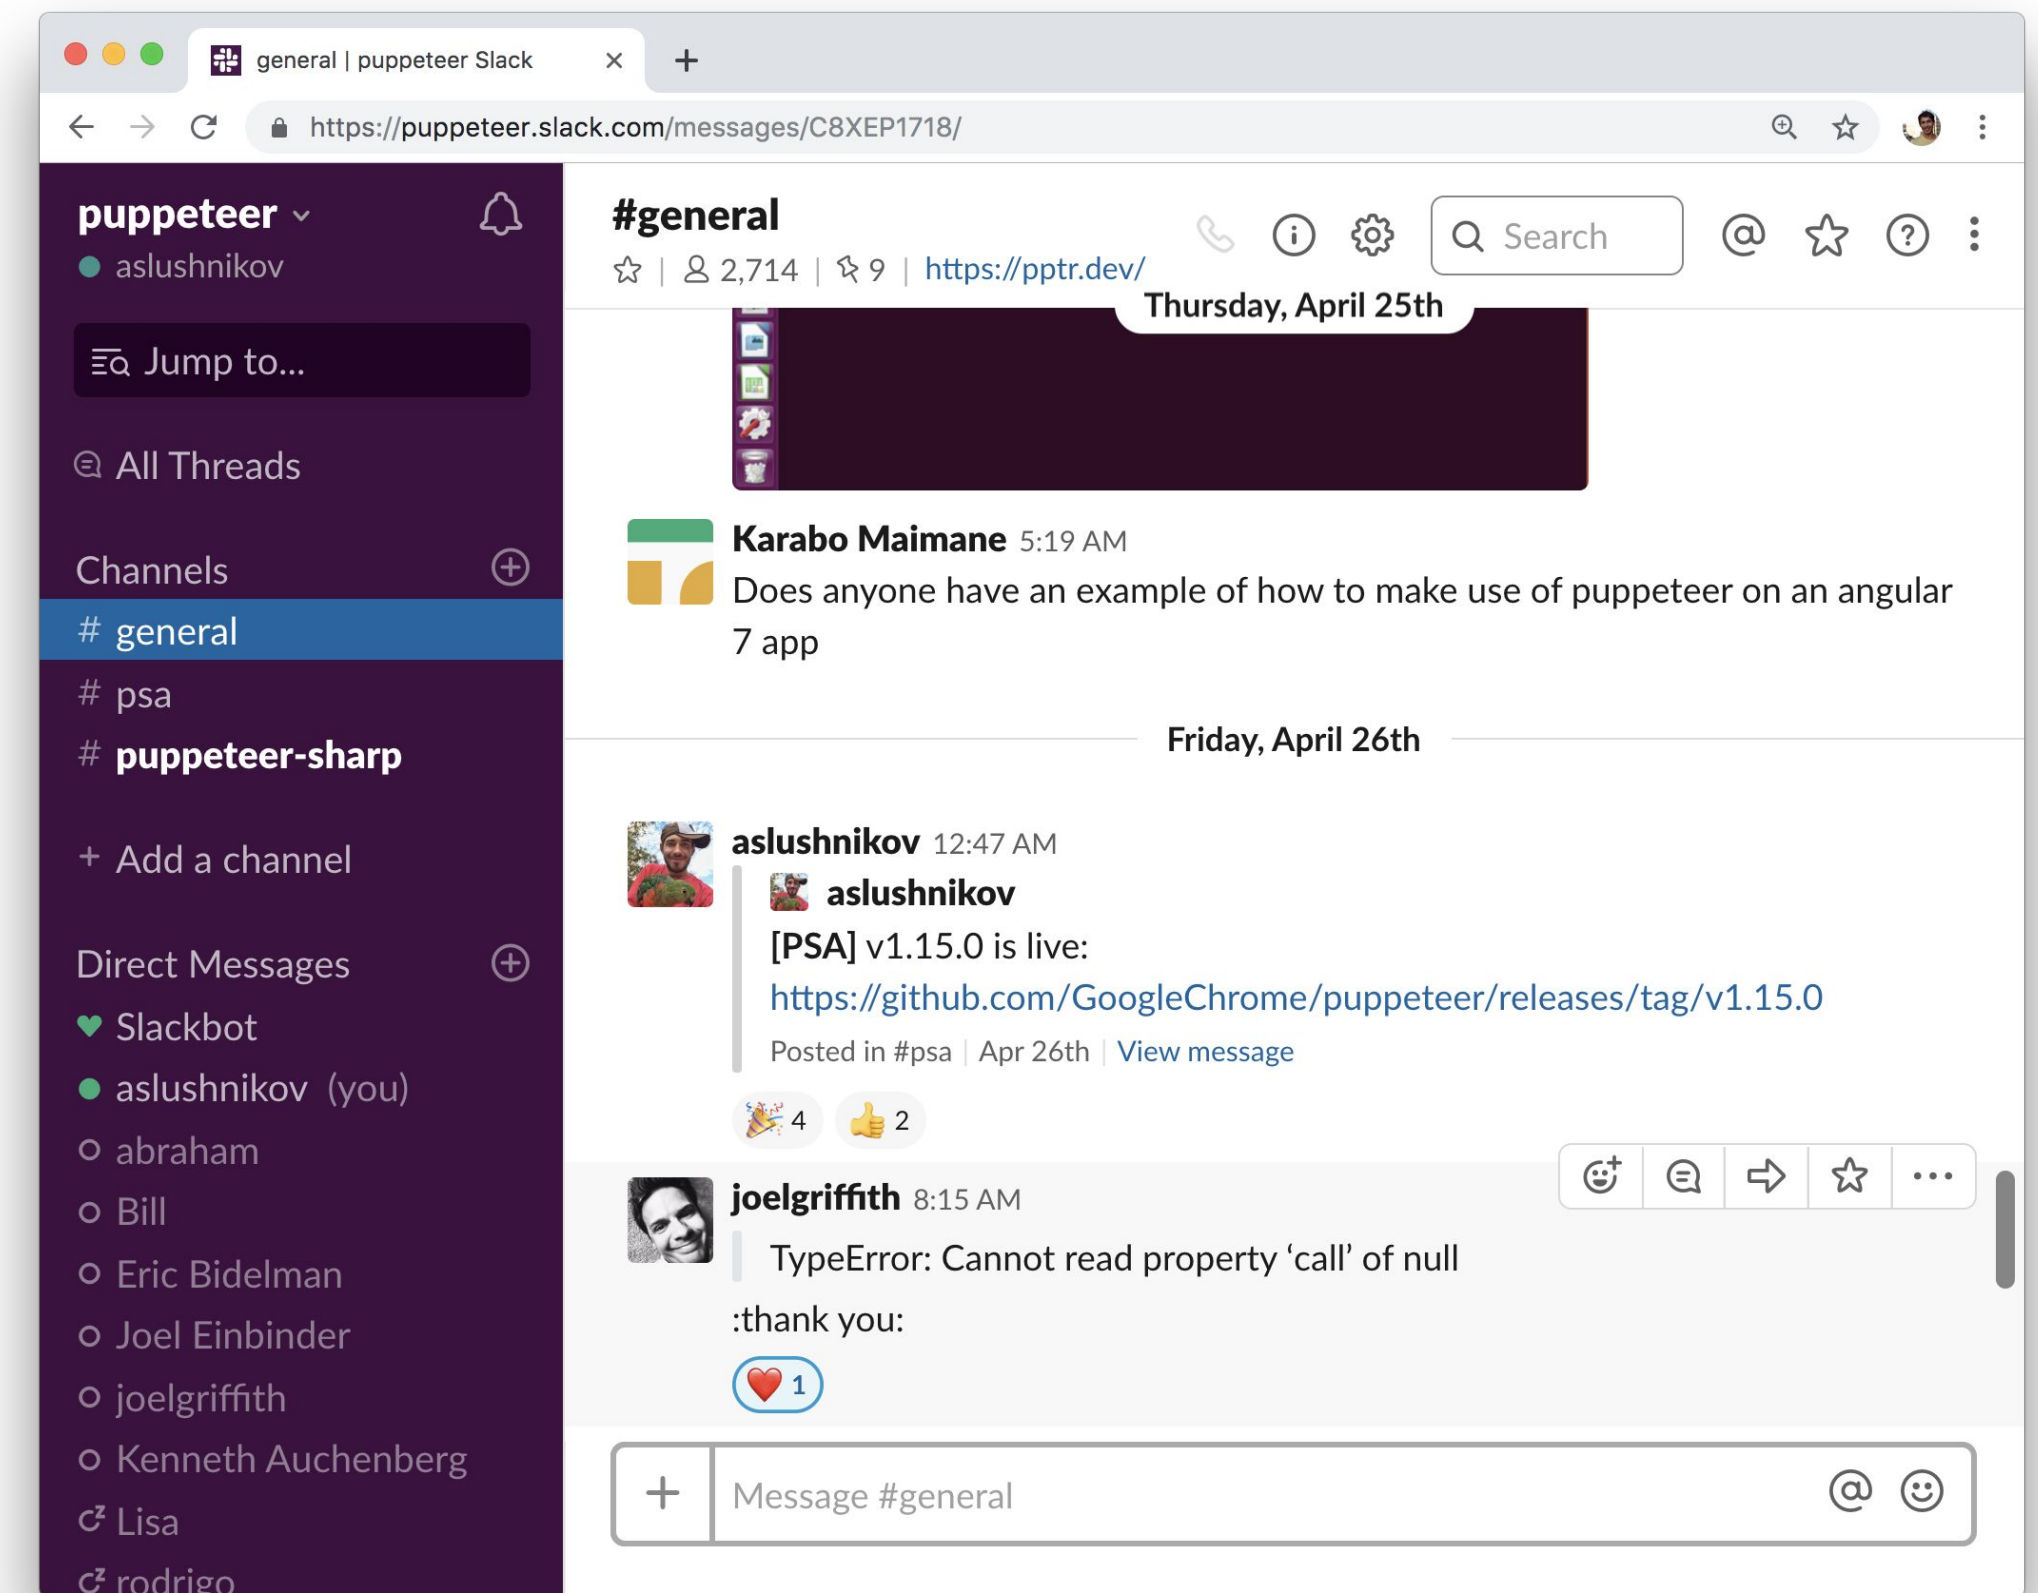 general | puppeteer Slack
https://puppeteer.slack.com/messages/C8XEP1718/
puppeteer
aslushnikov
Jump to...
All Threads
Channels
# general
# psa
# puppeteer-sharp
+ Add a channel
Direct Messages
Slackbot
aslushnikov (you)
abraham
Bill
Eric Bidelman
Joel Einbinder
joelgriffith
Kenneth Auchenberg
Lisa
rodrigo
#general
2,714 | 9 | https://pptr.dev/
Search
Thursday, April 25th
Karabo Maimane 5:19 AM
Does anyone have an example of how to make use of puppeteer on an angular
7 app
Friday, April 26th
aslushnikov 12:47 AM
aslushnikov
[PSA] v1.15.0 is live:
https://github.com/GoogleChrome/puppeteer/releases/tag/v1.15.0
Posted in #psa | Apr 26th | View message
4 2
joelgriffith 8:15 AM
TypeError: Cannot read property ‘call’ of null
:thank you:
1
Message #general